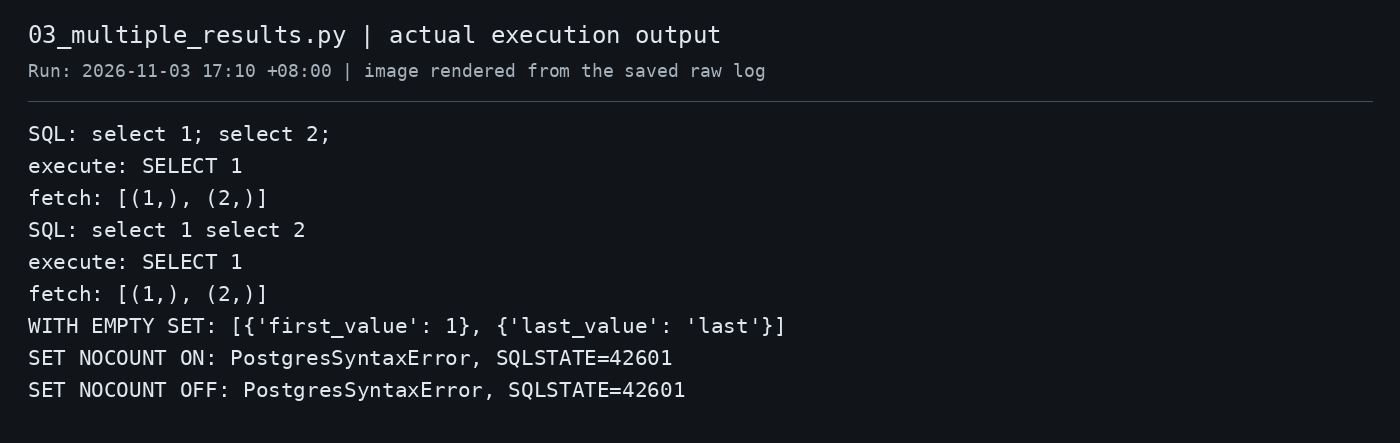 03_multiple_results.py | actual execution output
Run: 2026-11-03 17:10 +08:00 | image rendered from the saved raw log
SQL: select 1; select 2;
execute: SELECT 1
fetch: [(1,), (2,)]
SQL: select 1 select 2
execute: SELECT 1
fetch: [(1,), (2,)]
WITH EMPTY SET: [{'first_value': 1}, {'last_value': 'last'}]
SET NOCOUNT ON: PostgresSyntaxError, SQLSTATE=42601
SET NOCOUNT OFF: PostgresSyntaxError, SQLSTATE=42601